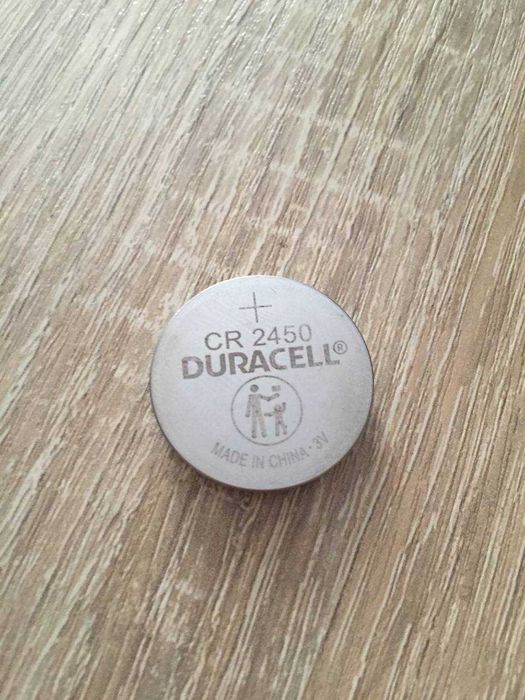 +
CR 2450
DURACELL®
MADE IN CHINA · 3V